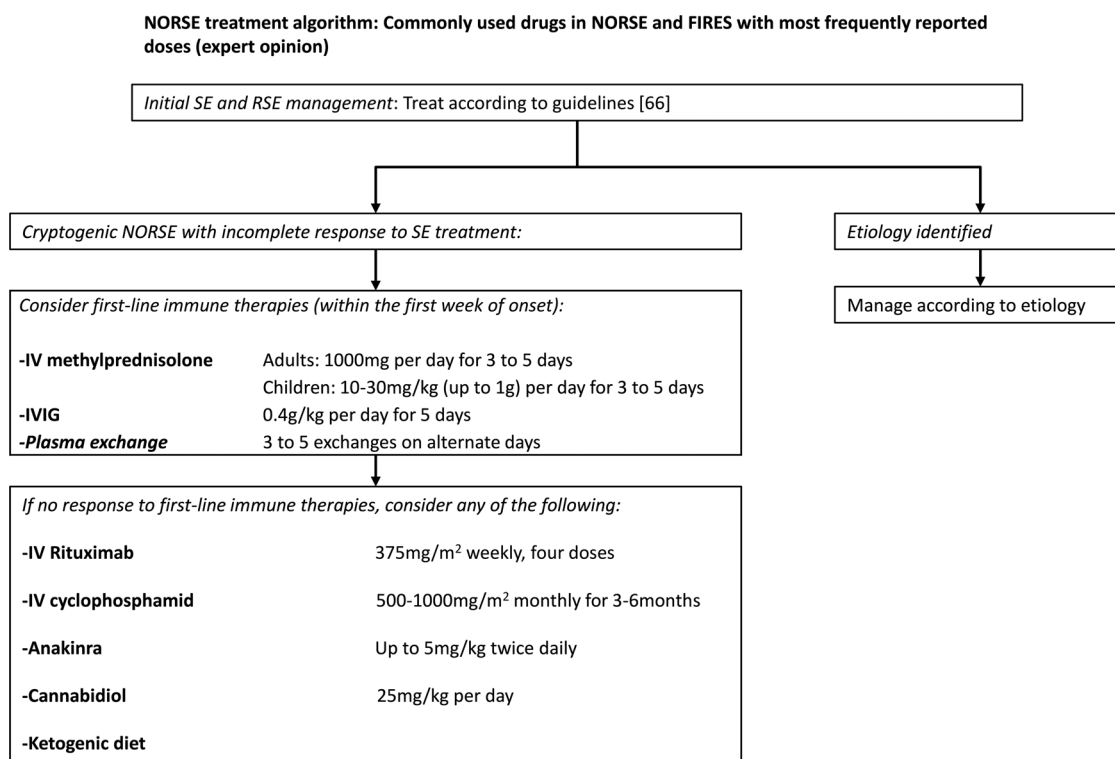 NORSE treatment algorithm: Commonly used drugs in NORSE and FIRES with most frequently reported
doses (expert opinion)
Initial SE and RSE management: Treat according to guidelines [66]
Cryptogenic NORSE with incomplete response to SE treatment:
Etiology identified
Consider first-line immune therapies (within the first week of onset):
Manage according to etiology
-IV methylprednisolone Adults: 1000mg per day for 3 to 5 days
Children: 10-30mg/kg (up to 1g) per day for 3 to 5 days
-IVIG 0.4g/kg per day for 5 days
-Plasma exchange 3 to 5 exchanges on alternate days
If no response to first-line immune therapies, consider any of the following:
-IV Rituximab 375mg/m² weekly, four doses
-IV cyclophosphamid 500-1000mg/m² monthly for 3-6months
-Anakinra Up to 5mg/kg twice daily
-Cannabidiol 25mg/kg per day
-Ketogenic diet